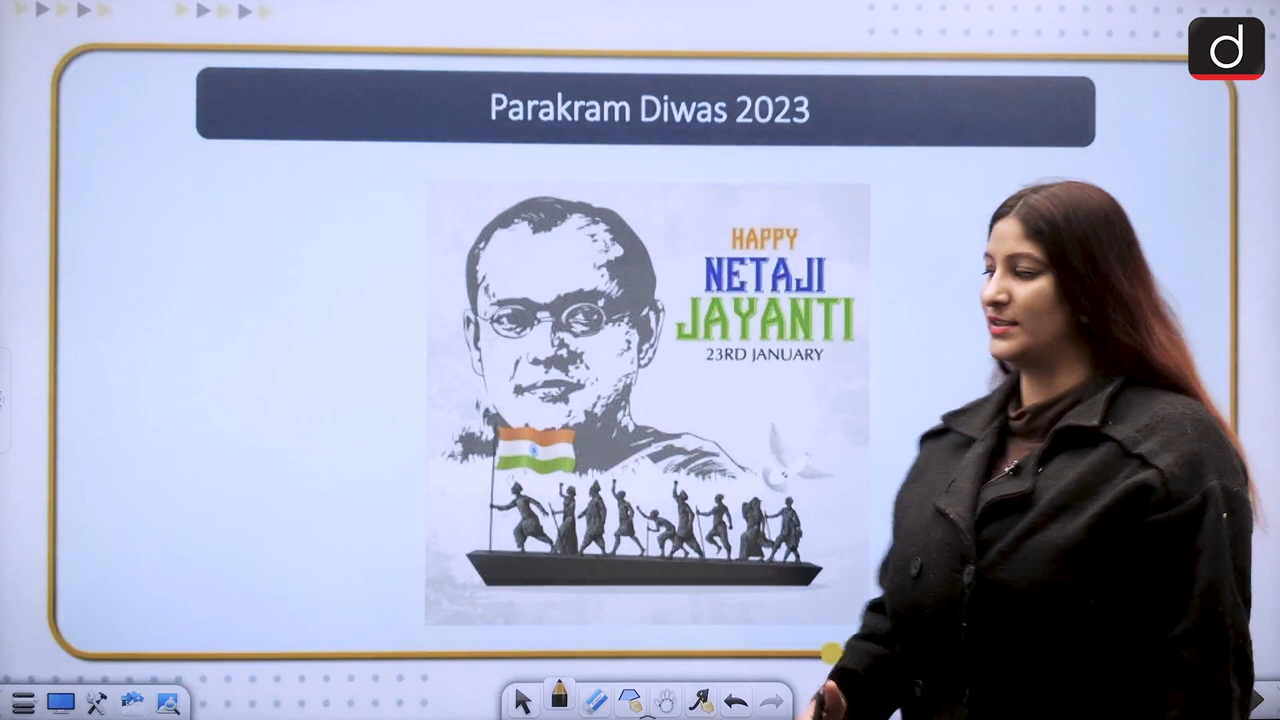 d
Parakram Diwas 2023
HAPPY
NETAJI
JAYANTI
23RD JANUARY